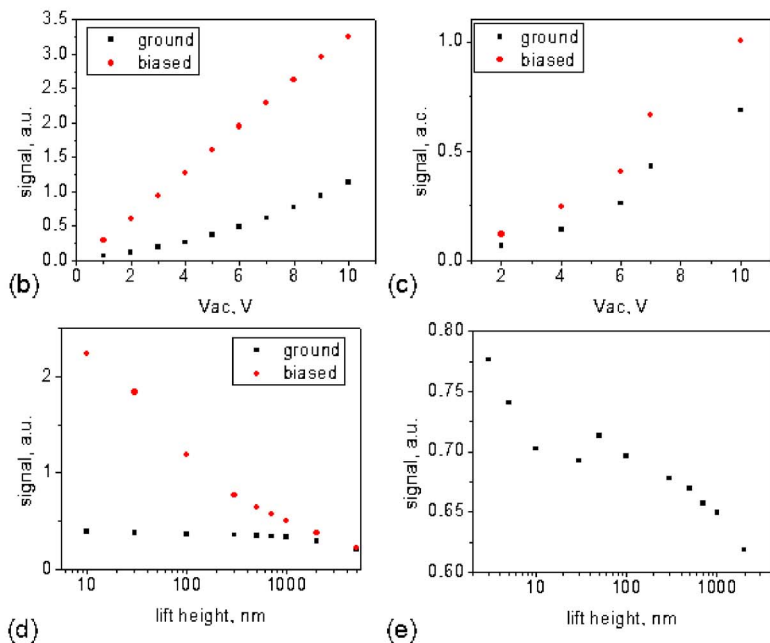 3.5
3.0
2.5
2.0
1.5
1.0
0.5
0.0
0 2 4 6 8 10
signal, a.u.
Vac, V
ground
biased
(b)
1.0
0.5
0.0
2 4 6 8 10
signal, a.c.
Vac, V
ground
biased
(c)
2
1
0
10 100 1000
signal, a.u.
lift height, nm
ground
biased
(d)
0.80
0.75
0.70
0.65
0.60
10 100 1000
signal, a.u.
lift height, nm
(e)